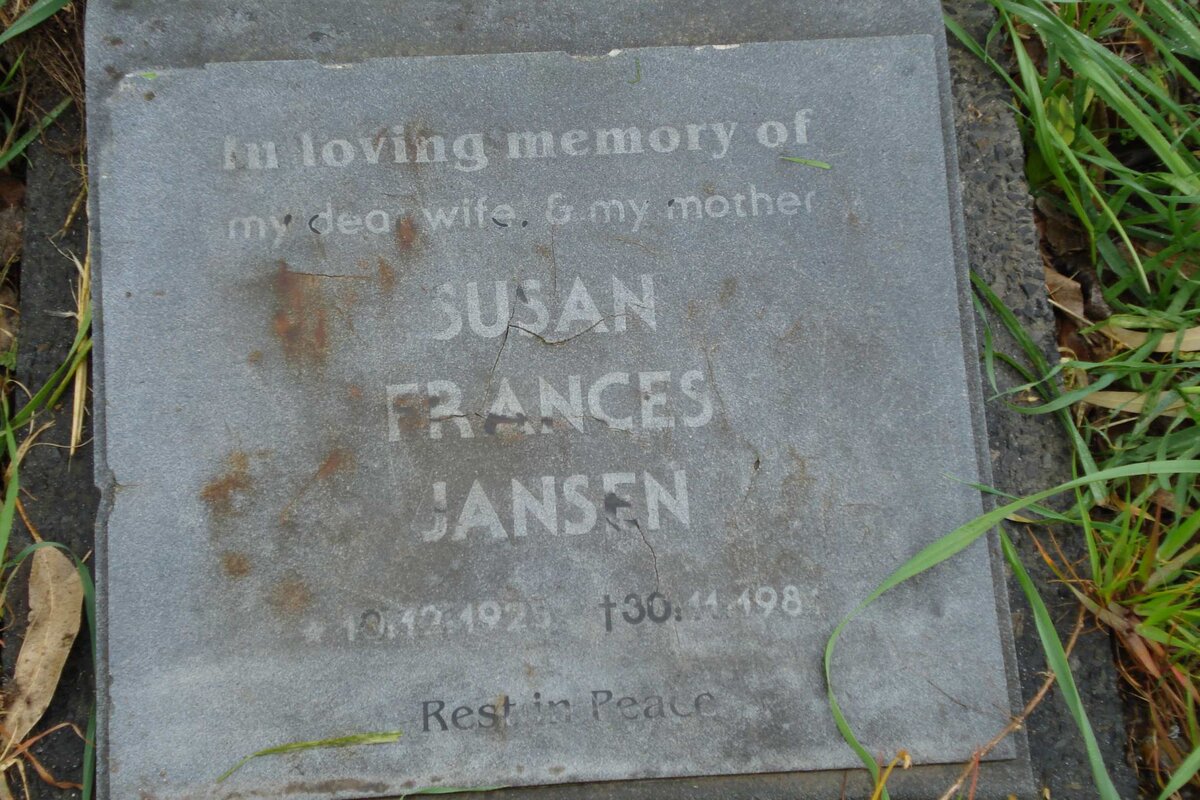 In loving memory of
my dear wife, & my mother
SUSAN
FRANCES
JANSEN
†30.11.198
Rest in Peace